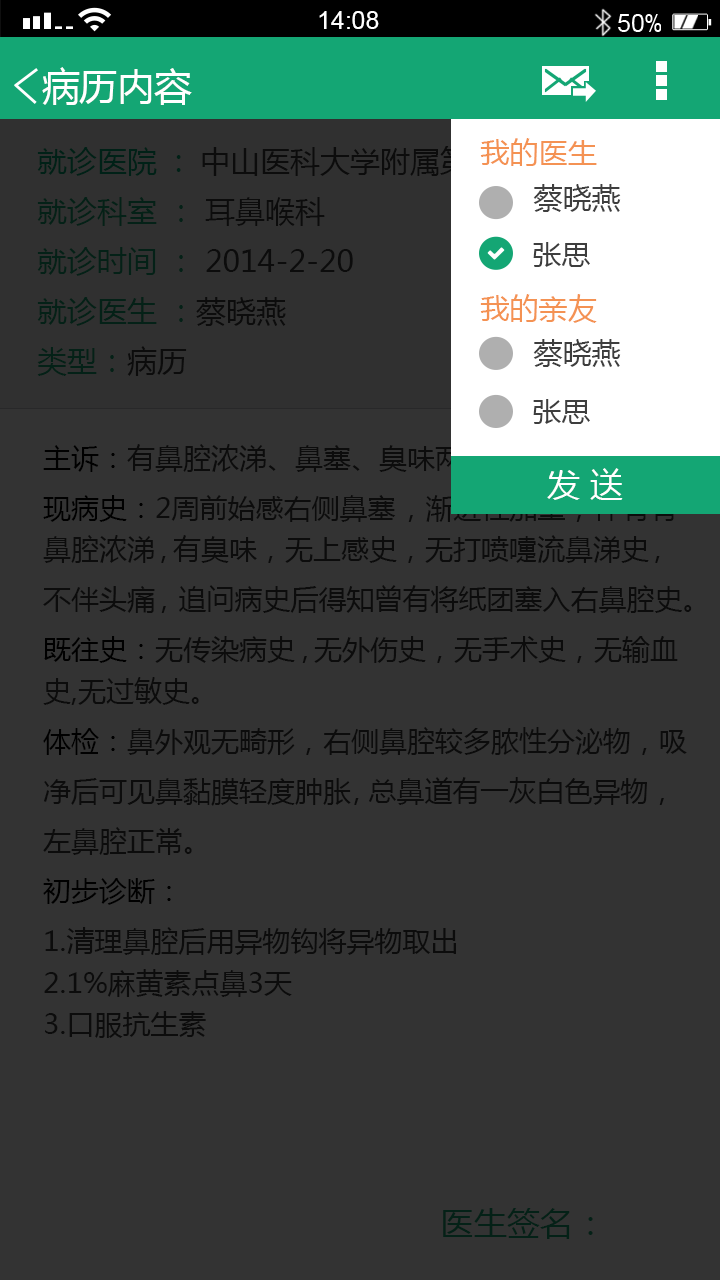 14:08
50%
病历内容
就诊医院 ： 中山医科大学附属
就诊科室 ： 耳鼻喉科
就诊时间 ： 2014-2-20
就诊医生 ：蔡晓燕
类型：病历
我的医生
蔡晓燕
张思
我的亲友
蔡晓燕
张思
发 送
主诉：有鼻腔浓涕、鼻塞、臭味
现病史：2周前始感右侧鼻塞，渐
鼻腔浓涕,有臭味，无上感史，无打喷嚏流鼻涕史,
不伴头痛, 追问病史后得知曾有将纸团塞入右鼻腔史。
既往史：无传染病史,无外伤史，无手术史，无输血
史,无过敏史。
体检：鼻外观无畸形，右侧鼻腔较多脓性分泌物，吸
净后可见鼻黏膜轻度肿胀, 总鼻道有一灰白色异物，
左鼻腔正常。
初步诊断：
1.清理鼻腔后用异物钩将异物取出
2.1%麻黄素点鼻3天
3.口服抗生素
医生签名：